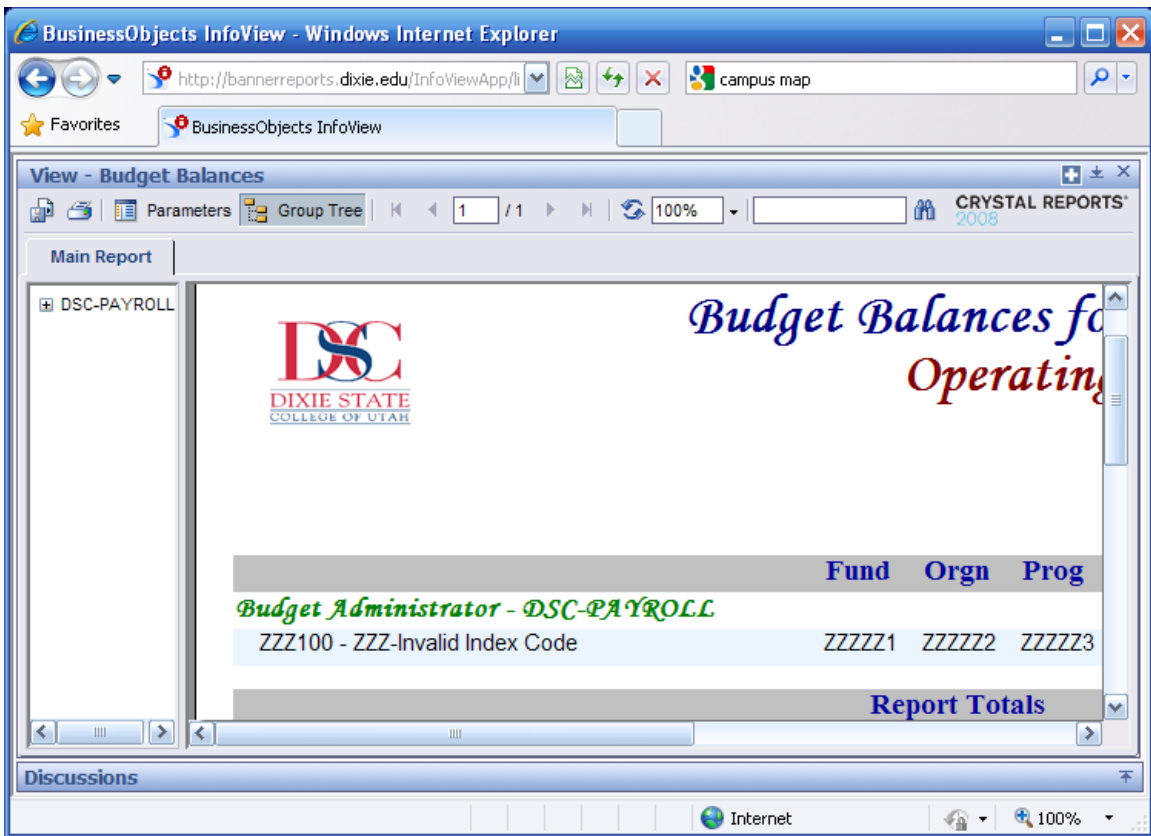 BusinessObjects InfoView - Windows Internet Explorer
http://bannerreports.dixie.edu/InfoViewApp/li
campus map
Favorites
BusinessObjects InfoView
View - Budget Balances
Parameters Group Tree 1 / 1 100% CRYSTAL REPORTS
2008
Main Report
DSC-PAYROLL
Budget Balances fo
Operating
DSC
DIXIE STATE
COLLEGE OF UTAH
Fund Orgn Prog
Budget Administrator - DSC-PAYROLL
ZZZ100 - ZZZ-Invalid Index Code ZZZZZ1 ZZZZZ2 ZZZZZ3
Report Totals
Discussions
Internet 100%